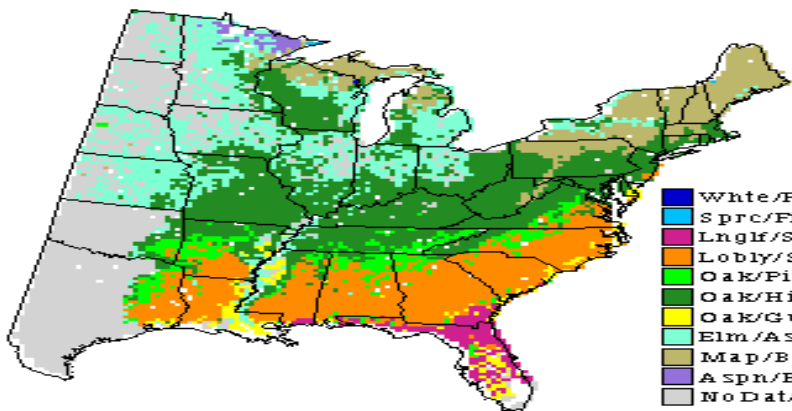 Whte/R
Sprc/F
Lnglf/S
Lobly/S
Oak/Pi
Oak/Hi
Oak/Gu
Elm/As
Map/B
Aspn/B
NoDat/